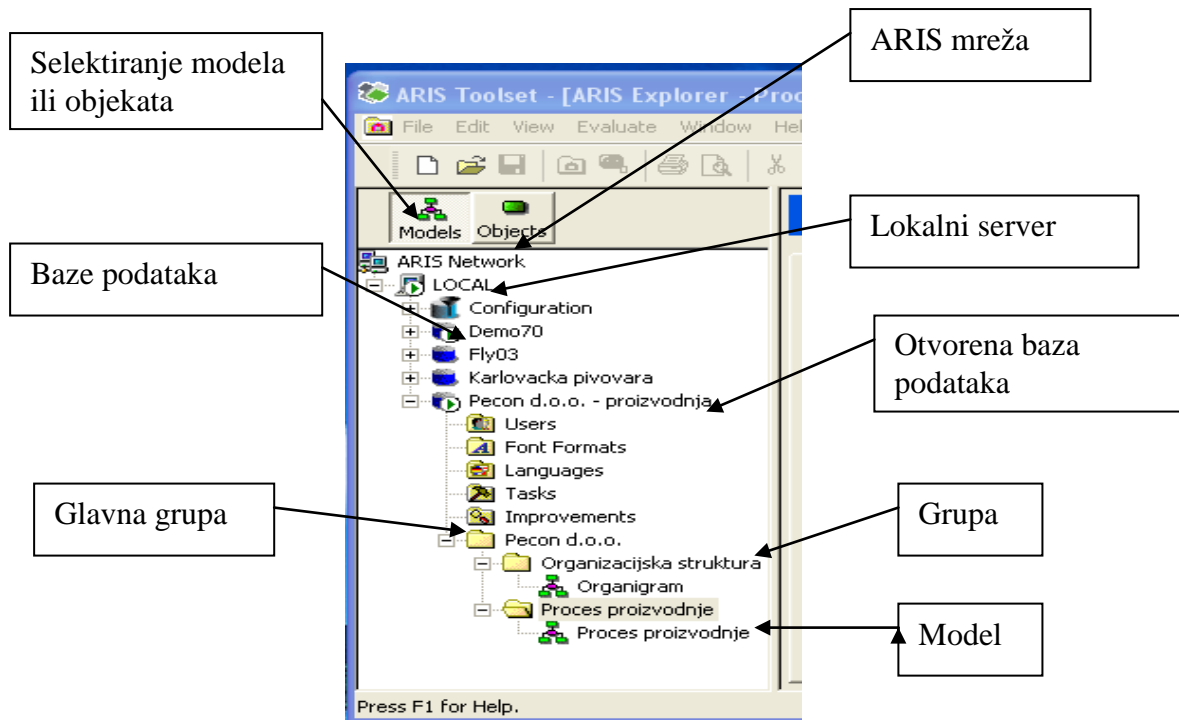 ARIS mreža
Selektiranje modela
ili objekata
ARIS Toolset - [ARIS Explorer - Proc
File Edit View Evaluate Window Hel
Models Objects
Lokalni server
Baze podataka
ARIS Network
LOCAL
Configuration
Demo70
Fly03
Karlovacka pivovara
Pecon d.o.o. - proizvodnja
Otvorena baza
podataka
Users
Font Formats
Languages
Tasks
Improvements
Pecon d.o.o.
Glavna grupa
Grupa
Organizacijska struktura
Organigram
Proces proizvodnje
Proces proizvodnje
Model
Press F1 for Help.